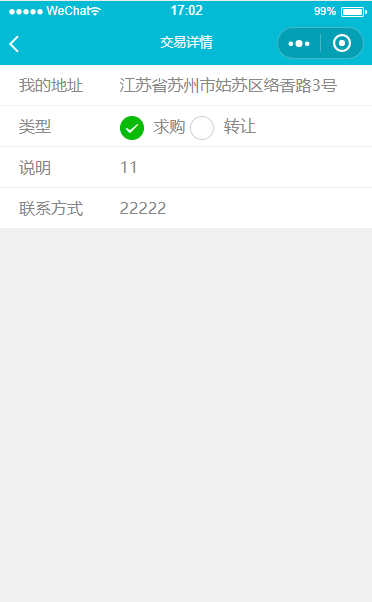 WeChat 17:02 99%
交易详情
我的地址 江苏省苏州市姑苏区络香路3号
类型 求购 转让
说明 11
联系方式 22222